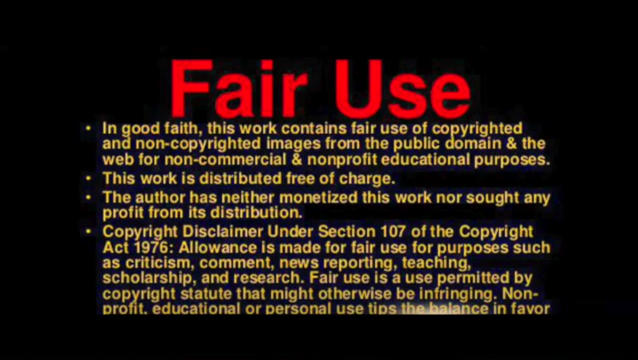 Fair Use
• In good faith, this work contains fair use of copyrighted
and non-copyrighted images from the public domain & the
web for non-commercial & nonprofit educational purposes.
• This work is distributed free of charge.
• The author has neither monetized this work nor sought any
profit from its distribution.
• Copyright Disclaimer Under Section 107 of the Copyright
Act 1976: Allowance is made for fair use for purposes such
as criticism, comment, news reporting, teaching,
scholarship, and research. Fair use is a use permitted by
copyright statute that might otherwise be infringing. Non-
profit, educational or personal use tips the balance in favor